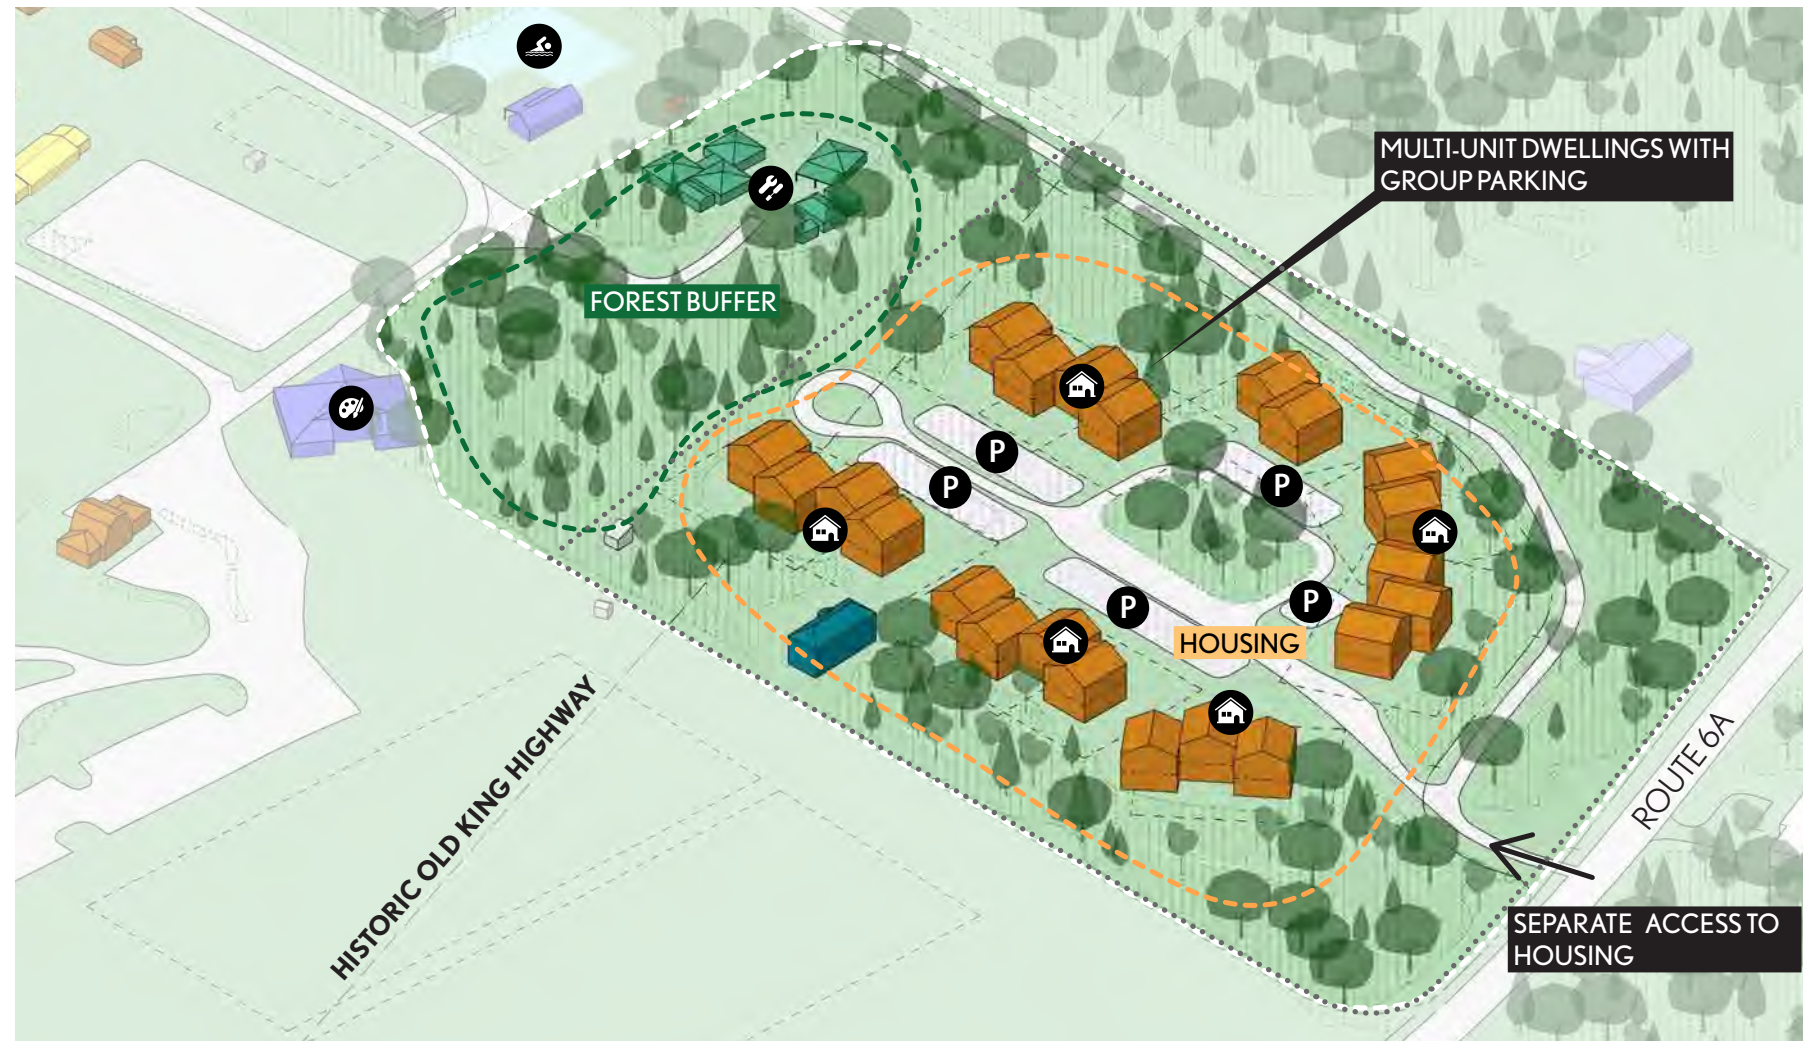 MULTI-UNIT DWELLINGS WITH
GROUP PARKING
FOREST BUFFER
P
P
P
P
P
HOUSING
HISTORIC OLD KING HIGHWAY
ROUTE 6A
SEPARATE ACCESS TO
HOUSING